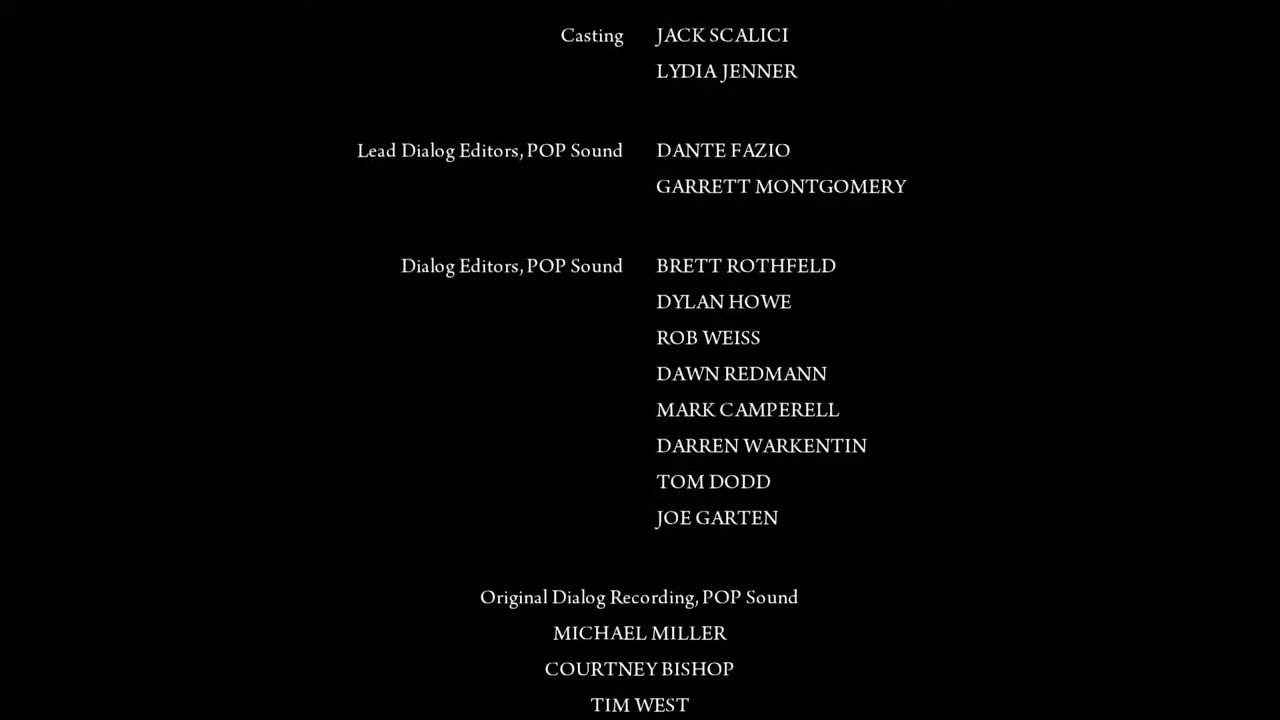 Casting JACK SCALICI
LYDIA JENNER
Lead Dialog Editors, POP Sound DANTE FAZIO
GARRETT MONTGOMERY
Dialog Editors, POP Sound BRETT ROTHFELD
DYLAN HOWE
ROB WEISS
DAWN REDMANN
MARK CAMPERELL
DARREN WARKENTIN
TOM DODD
JOE GARTEN
Original Dialog Recording, POP Sound
MICHAEL MILLER
COURTNEY BISHOP
TIM WEST